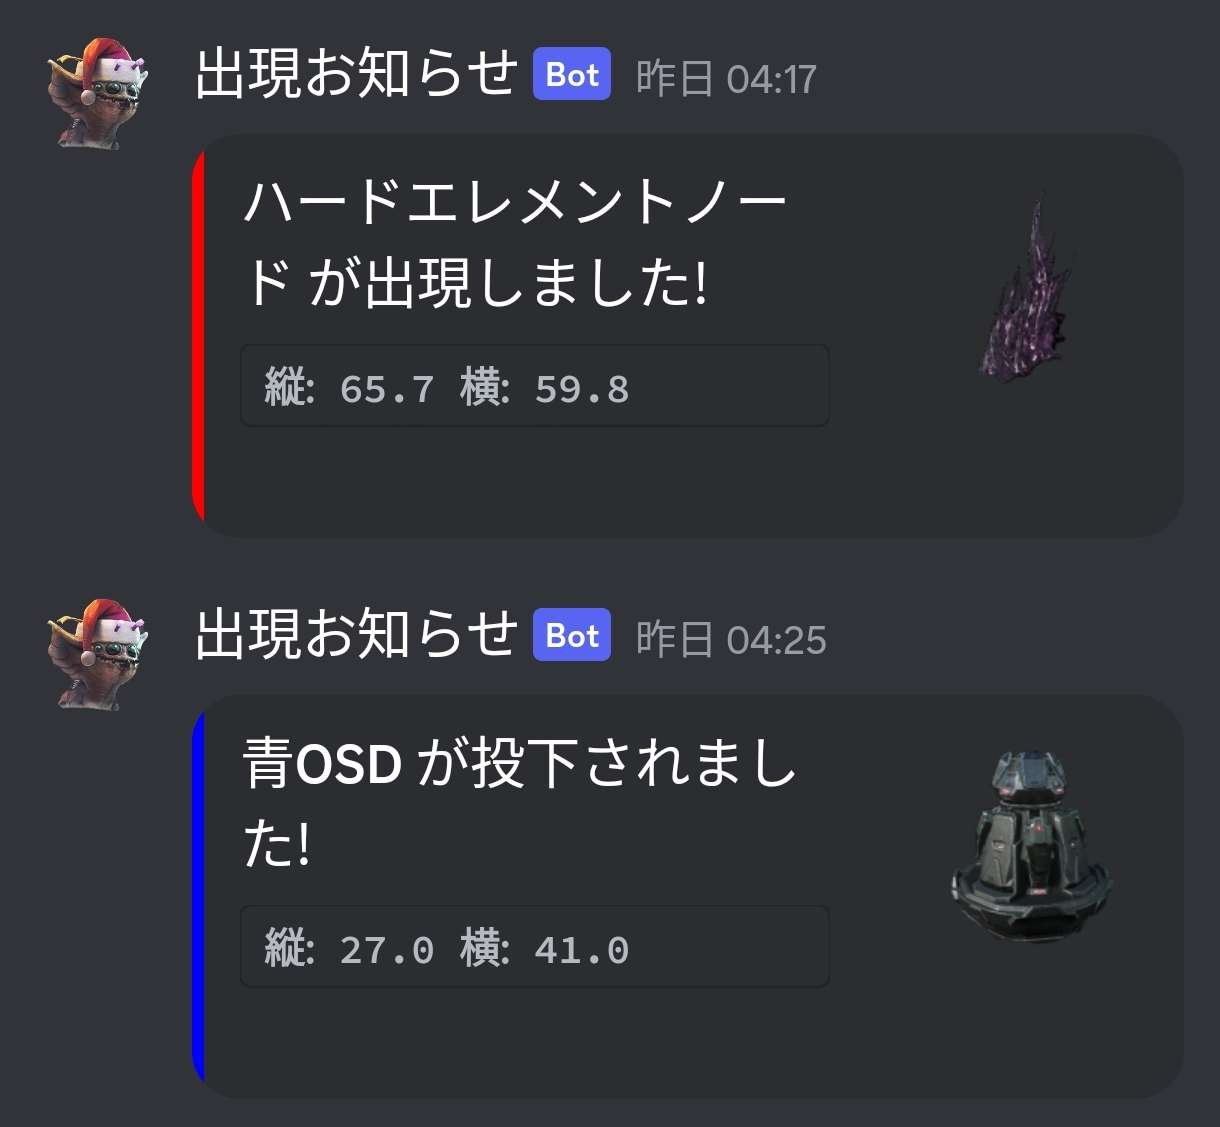 出現お知らせ Bot 昨日 04:17
ハードエレメントノー
ド が出現しました!
縦: 65.7 横: 59.8
出現お知らせ Bot 昨日 04:25
青OSD が投下されまし
た!
縦: 27.0 横: 41.0